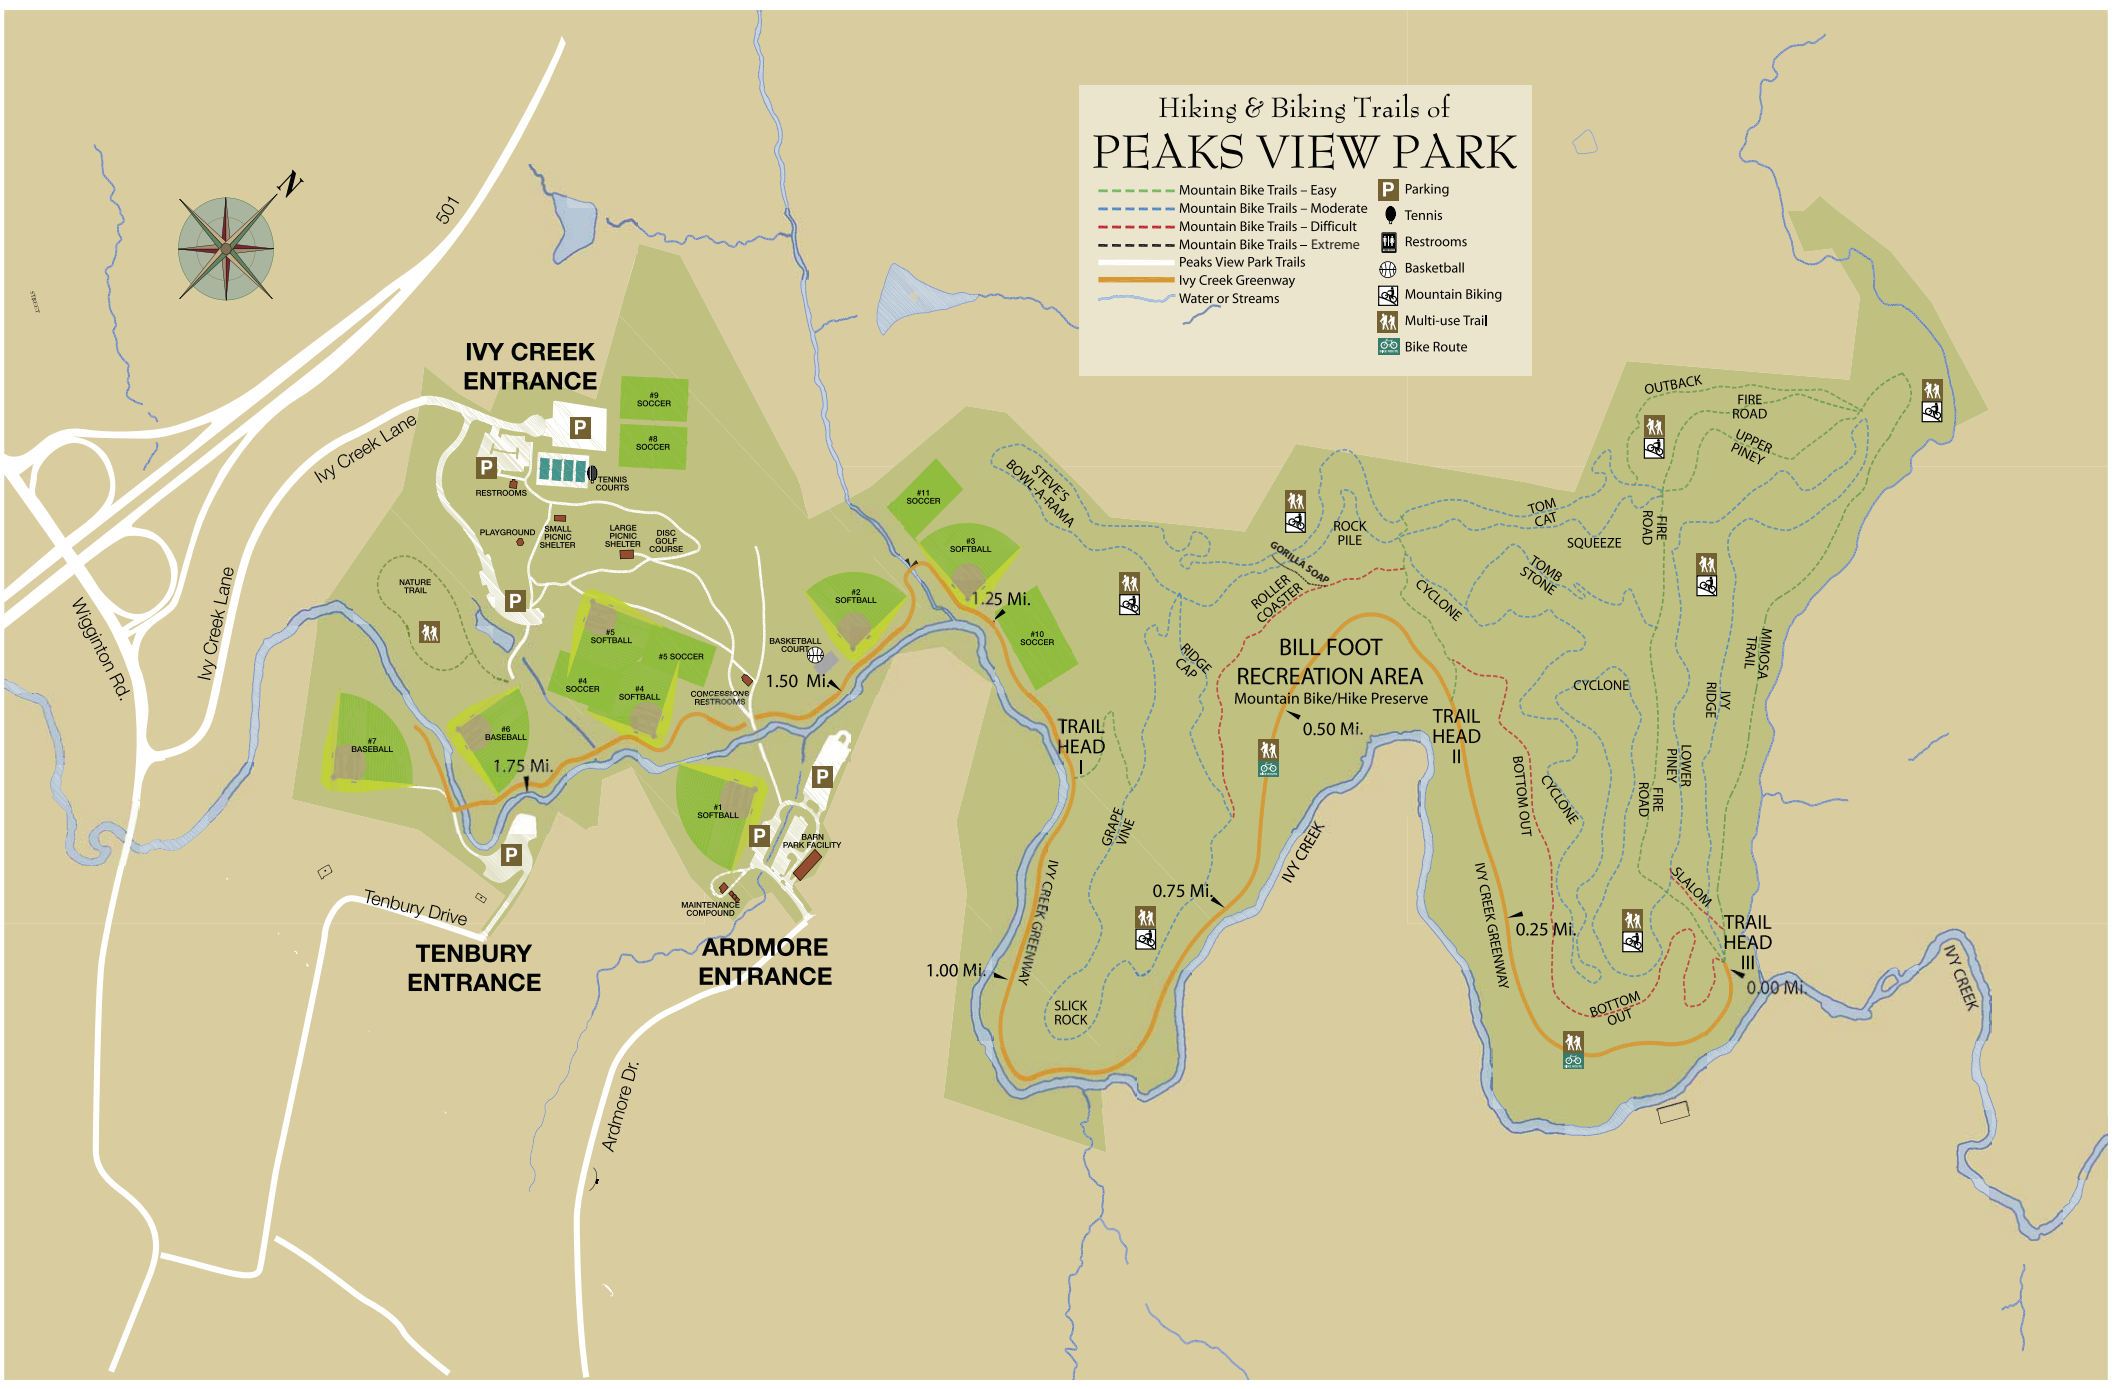 Hiking & Biking Trails of
PEAKS VIEW PARK
Mountain Bike Trails – Easy
Mountain Bike Trails – Moderate
Mountain Bike Trails – Difficult
Mountain Bike Trails – Extreme
Peaks View Park Trails
Ivy Creek Greenway
Water or Streams
P Parking
Tennis
Restrooms
Basketball
Mountain Biking
Multi-use Trail
Bike Route
N
501
STREET
IVY CREEK
ENTRANCE
Ivy Creek Lane
Ivy Creek Lane
Wigginton Rd.
#9
SOCCER
#8
SOCCER
P
P
RESTROOMS
TENNIS
COURTS
PLAYGROUND
SMALL
PICNIC
SHELTER
LARGE
PICNIC
SHELTER
DISC
GOLF
COURSE
NATURE
TRAIL
P
#5
SOFTBALL
#5 SOCCER
#4
SOCCER
#4
SOFTBALL
CONCESSIONS
RESTROOMS
BASKETBALL
COURT
#2
SOFTBALL
#11
SOCCER
#3
SOFTBALL
1.25 Mi.
#10
SOCCER
1.50 Mi.
#7
BASEBALL
#6
BASEBALL
1.75 Mi.
P
#1
SOFTBALL
P
P
BARN
PARK FACILITY
MAINTENANCE
COMPOUND
Tenbury Drive
TENBURY
ENTRANCE
ARDMORE
ENTRANCE
Ardmore Dr.
STEVE'S
BOWL-A-RAMA
ROCK
PILE
GORILLA SOAP
ROLLER
COASTER
RIDGE
CAP
TRAIL
HEAD
I
GRAPE
VINE
IVY CREEK GREENWAY
1.00 Mi.
SLICK
ROCK
0.75 Mi.
BILL FOOT
RECREATION AREA
Mountain Bike/Hike Preserve
0.50 Mi.
IVY CREEK
TRAIL
HEAD
II
CYCLONE
TOM
CAT
SQUEEZE
TOMB
STONE
CYCLONE
CYCLONE
BOTTOM OUT
IVY CREEK GREENWAY
0.25 Mi.
BOTTOM
OUT
OUTBACK
FIRE
ROAD
UPPER
PINEY
FIRE
ROAD
MIMOSA
TRAIL
IVY
RIDGE
LOWER
PINEY
FIRE
ROAD
SLALOM
TRAIL
HEAD
III
0.00 Mi.
IVY CREEK